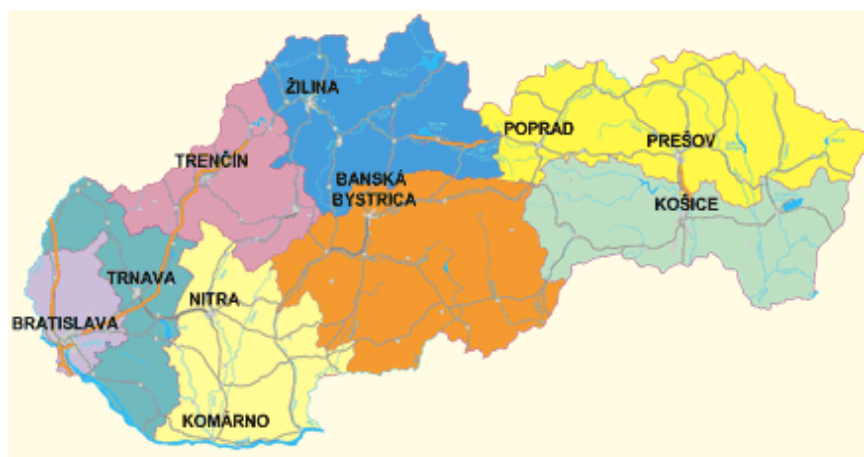 ŽILINA
POPRAD
PREŠOV
TRENČÍN
BANSKÁ
BYSTRICA
KOŠICE
TRNAVA
NITRA
BRATISLAVA
KOMÁRNO